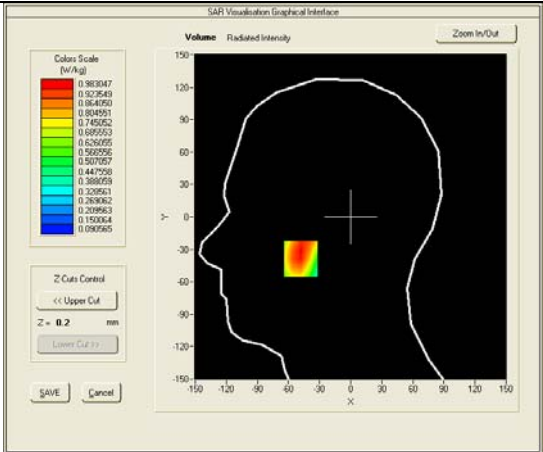 SAR Visualisation Graphical Interface
Volume Radiated Intensity
Zoom In/Out
Colors Scale
(W/kg)
0.983047
0.923549
0.864050
0.804551
0.745052
0.685553
0.626055
0.566556
0.507057
0.447558
0.388059
0.328561
0.269062
0.209563
0.150064
0.090565
Z-Cuts Control
<< Upper Cut
Z = 0.2 mm
Lower Cut >>
SAVE Cancel
150
120
90
60
30
0
-30
-60
-90
-120
-150
Y
-150 -120 -90 -60 -30 0 30 60 90 120 150
X